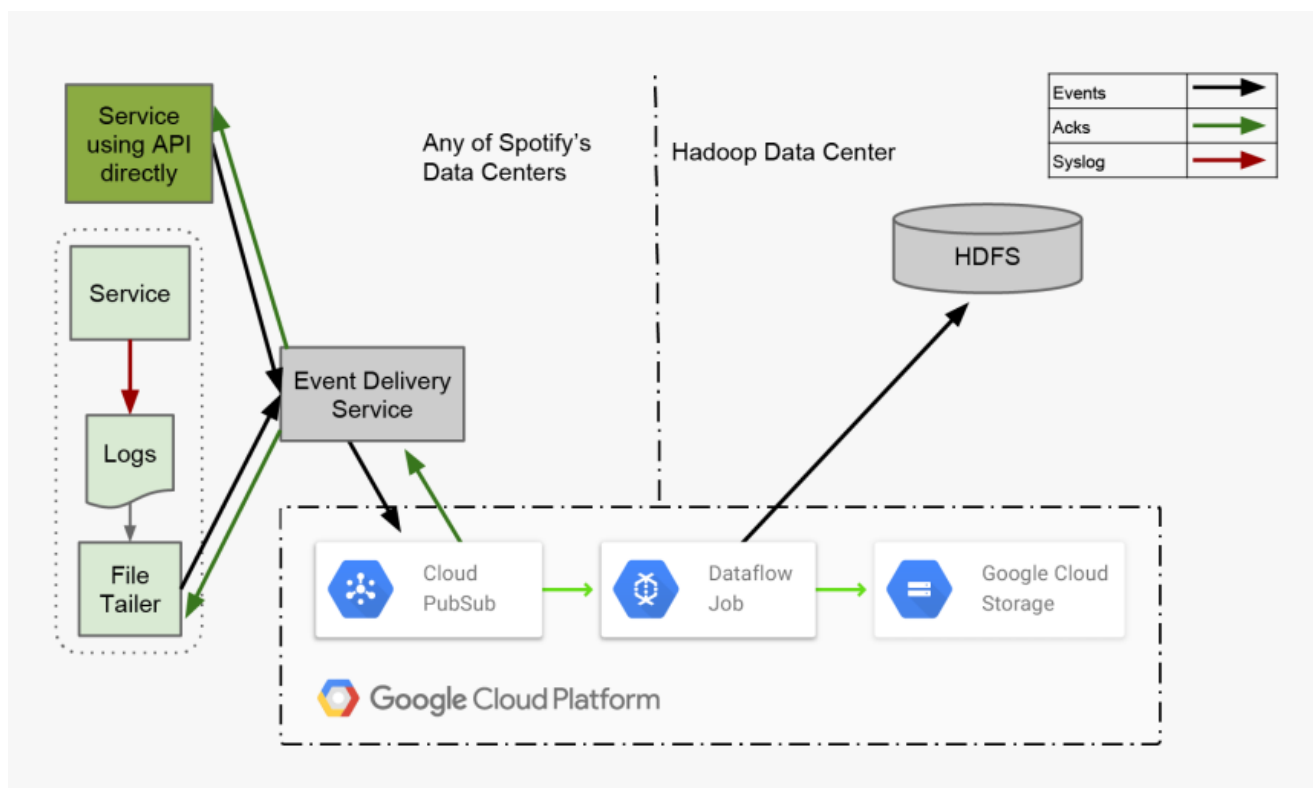 Service
using API
directly
Any of Spotify's
Data Centers
Hadoop Data Center
Events
Acks
Syslog
HDFS
Service
Event Delivery
Service
Logs
File
Tailer
Cloud
PubSub
Dataflow
Job
Google Cloud
Storage
Google Cloud Platform